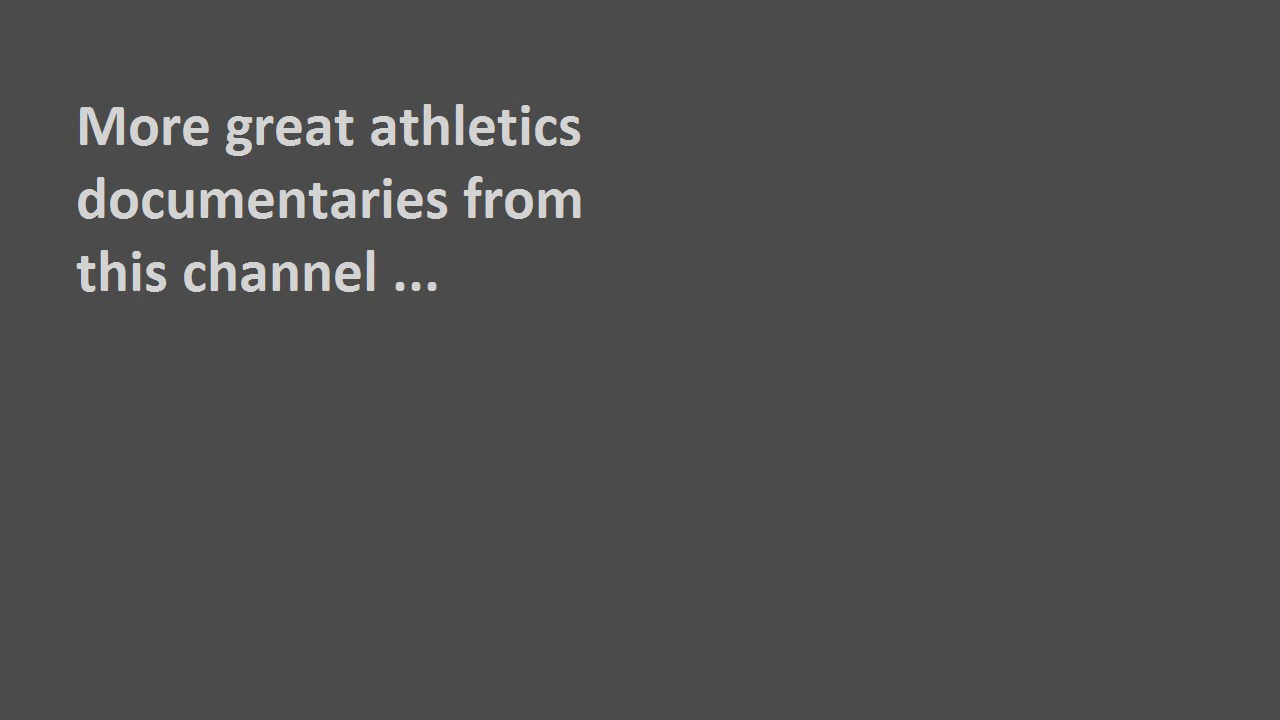 More great athletics
documentaries from
this channel ...